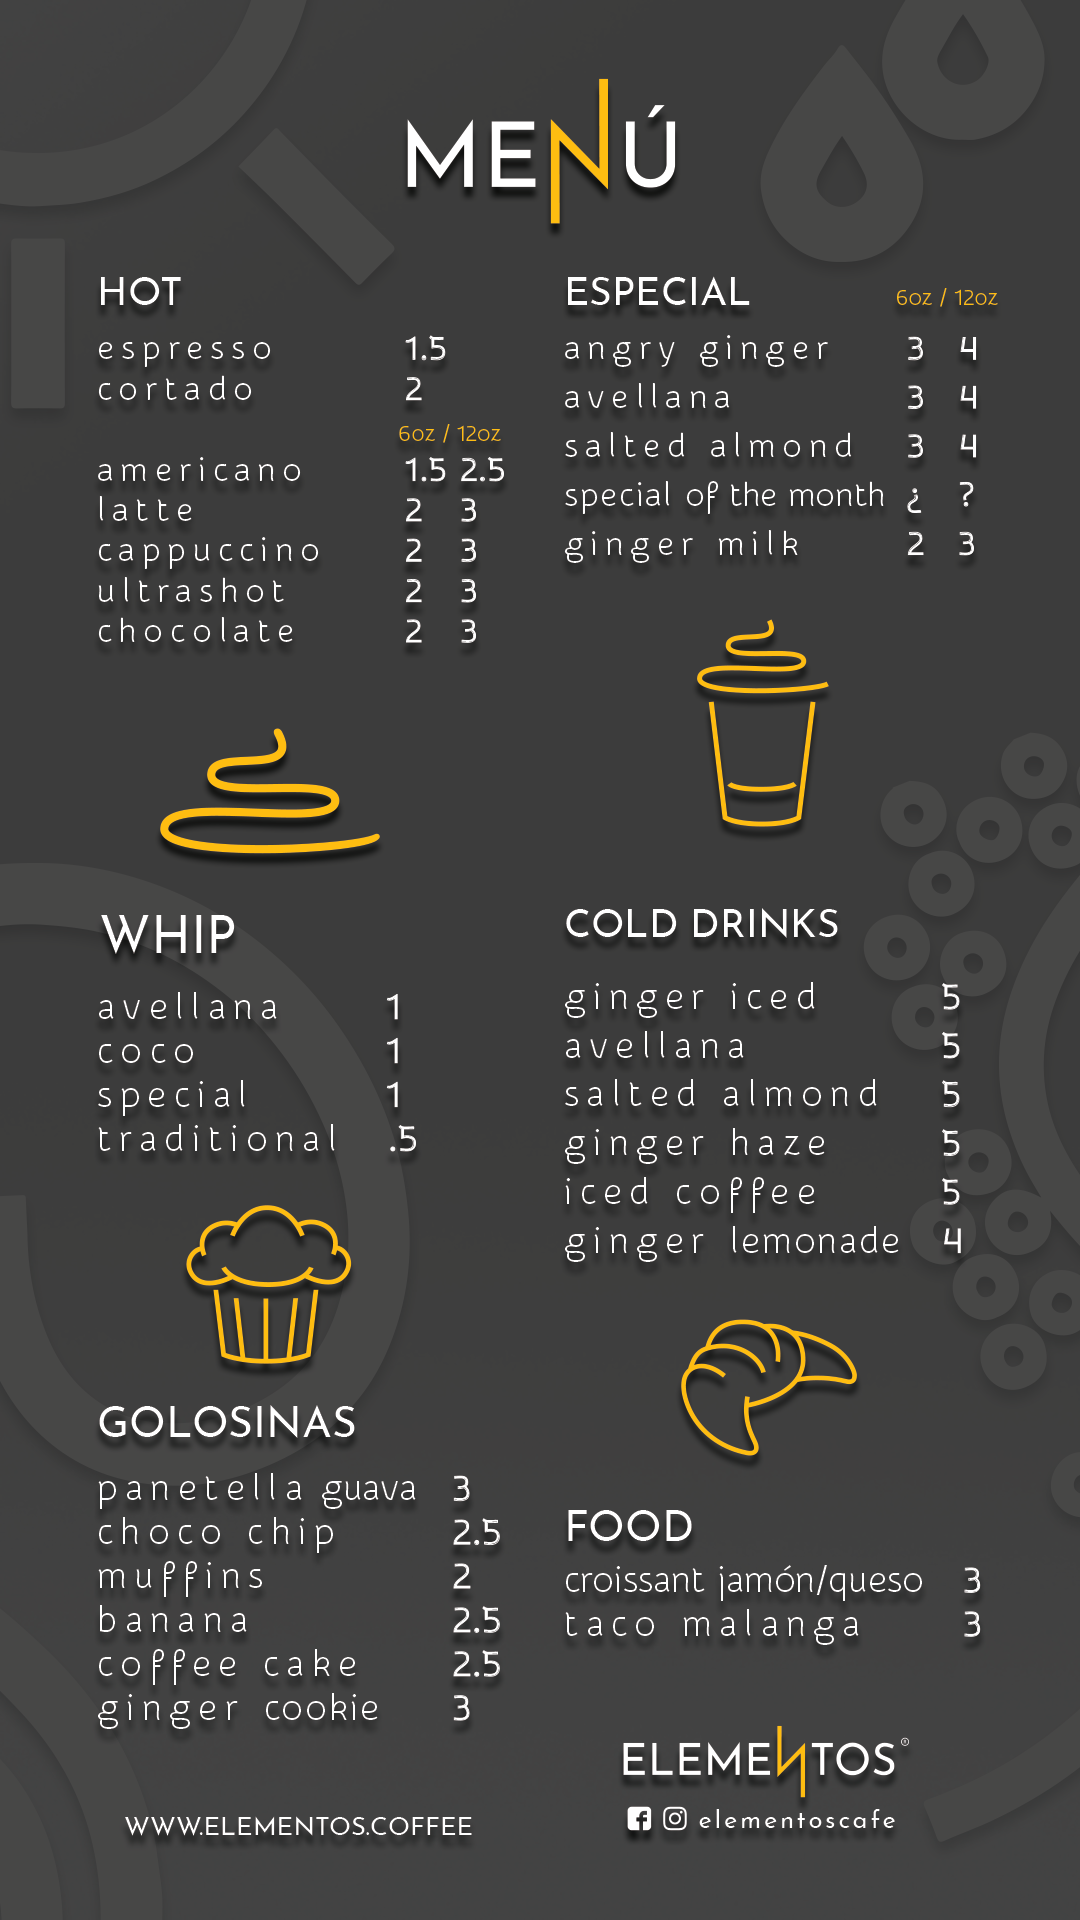 MENÚ
HOT
espresso 1.5
cortado 2
6oz / 12oz
americano 1.5 2.5
latte 2 3
cappuccino 2 3
ultrashot 2 3
chocolate 2 3
ESPECIAL 6oz / 12oz
angry ginger 3 4
avellana 3 4
salted almond 3 4
special of the month ¿ ?
ginger milk 2 3
WHIP
avellana 1
coco 1
special 1
traditional .5
COLD DRINKS
ginger iced 5
avellana 5
salted almond 5
ginger haze 5
iced coffee 5
ginger lemonade 4
GOLOSINAS
panetella guava 3
choco chip 2.5
muffins 2
banana 2.5
coffee cake 2.5
ginger cookie 3
FOOD
croissant jamón/queso 3
taco malanga 3
ELEMENTOS®
elementoscafe
WWW.ELEMENTOS.COFFEE